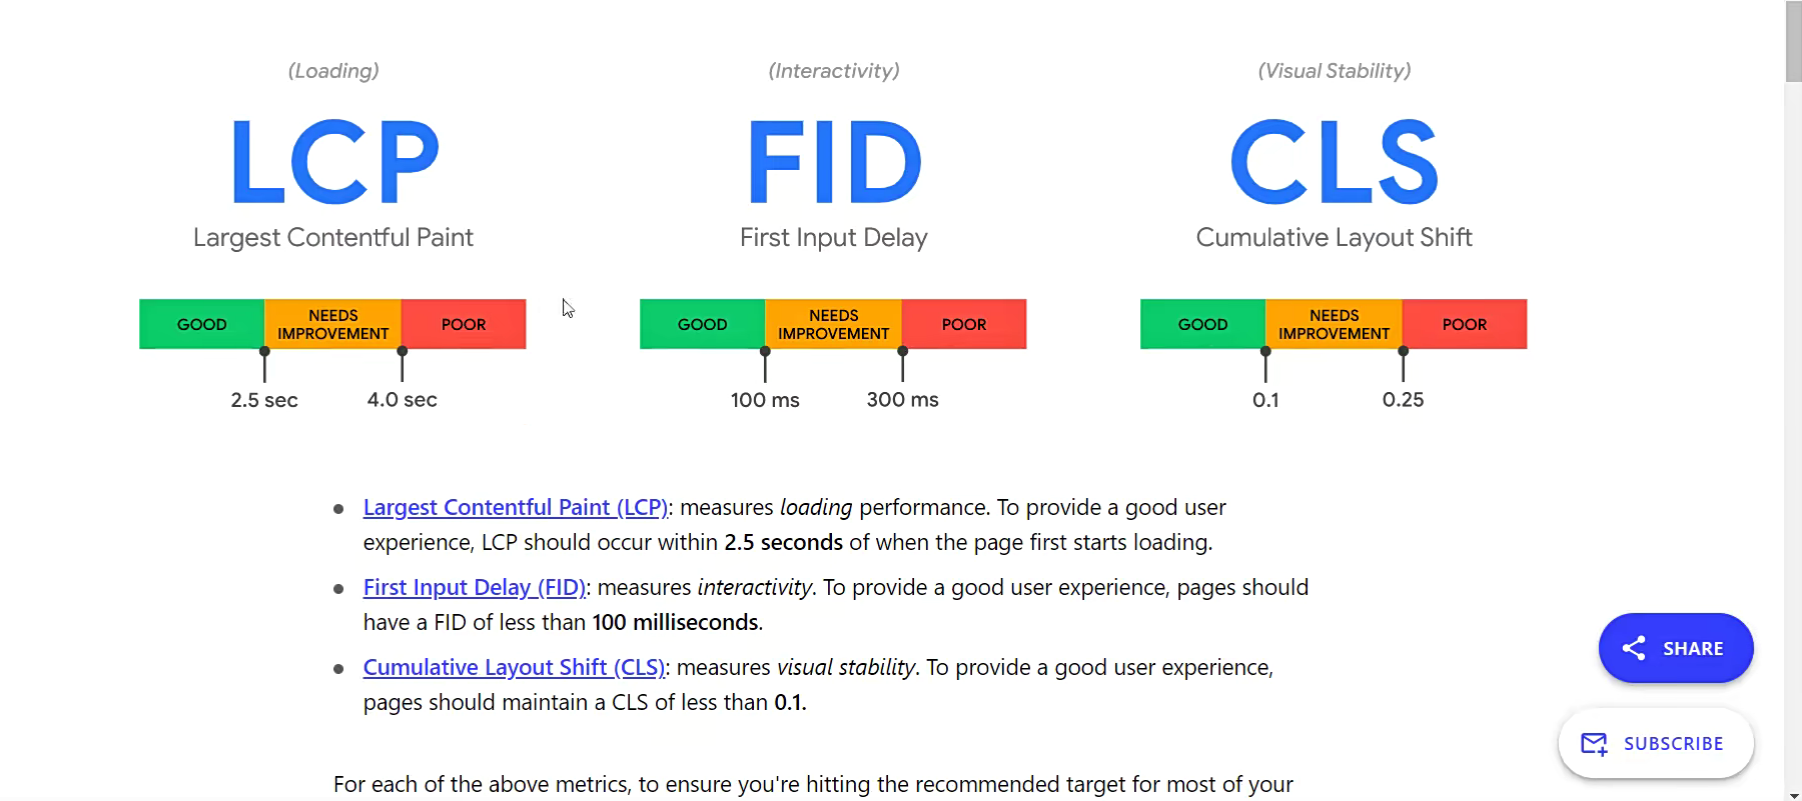 (Loading)
LCP
Largest Contentful Paint
GOOD
NEEDS
IMPROVEMENT
POOR
2.5 sec
4.0 sec
(Interactivity)
FID
First Input Delay
GOOD
NEEDS
IMPROVEMENT
POOR
100 ms
300 ms
(Visual Stability)
CLS
Cumulative Layout Shift
GOOD
NEEDS
IMPROVEMENT
POOR
0.1
0.25
Largest Contentful Paint (LCP): measures loading performance. To provide a good user
experience, LCP should occur within 2.5 seconds of when the page first starts loading.
First Input Delay (FID): measures interactivity. To provide a good user experience, pages should
have a FID of less than 100 milliseconds.
Cumulative Layout Shift (CLS): measures visual stability. To provide a good user experience,
pages should maintain a CLS of less than 0.1.
For each of the above metrics, to ensure you're hitting the recommended target for most of your
SHARE
SUBSCRIBE